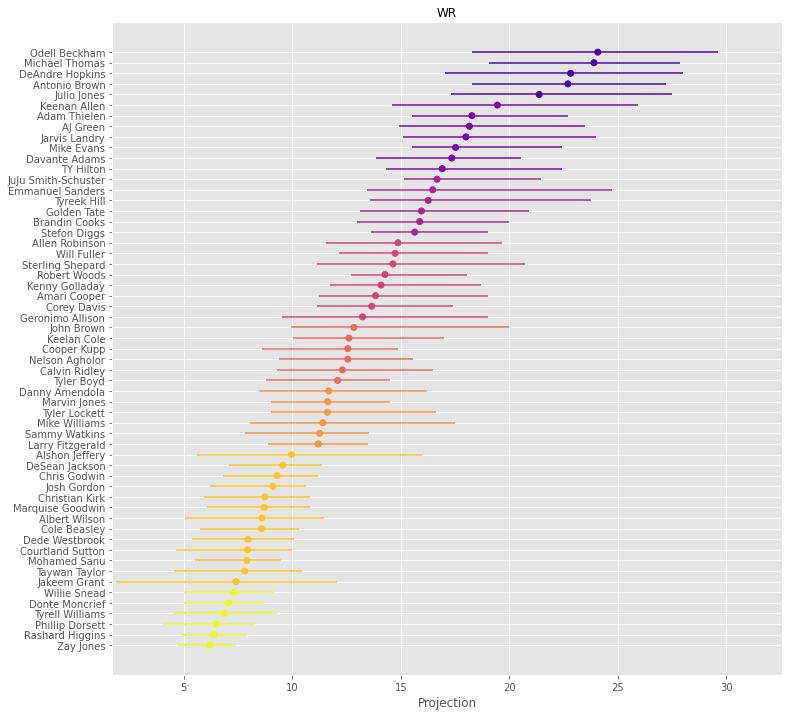 WR
Odell Beckham
Michael Thomas
DeAndre Hopkins
Antonio Brown
Julio Jones
Keenan Allen
Adam Thielen
AJ Green
Jarvis Landry
Mike Evans
Davante Adams
TY Hilton
JuJu Smith-Schuster
Emmanuel Sanders
Tyreek Hill
Golden Tate
Brandin Cooks
Stefon Diggs
Allen Robinson
Will Fuller
Sterling Shepard
Robert Woods
Kenny Golladay
Amari Cooper
Corey Davis
Geronimo Allison
John Brown
Keelan Cole
Cooper Kupp
Nelson Agholor
Calvin Ridley
Tyler Boyd
Danny Amendola
Marvin Jones
Tyler Lockett
Mike Williams
Sammy Watkins
Larry Fitzgerald
Alshon Jeffery
DeSean Jackson
Chris Godwin
Josh Gordon
Christian Kirk
Marquise Goodwin
Albert Wilson
Cole Beasley
Dede Westbrook
Courtland Sutton
Mohamed Sanu
Taywan Taylor
Jakeem Grant
Willie Snead
Donte Moncrief
Tyrell Williams
Phillip Dorsett
Rashard Higgins
Zay Jones
5 10 15 20 25 30
Projection